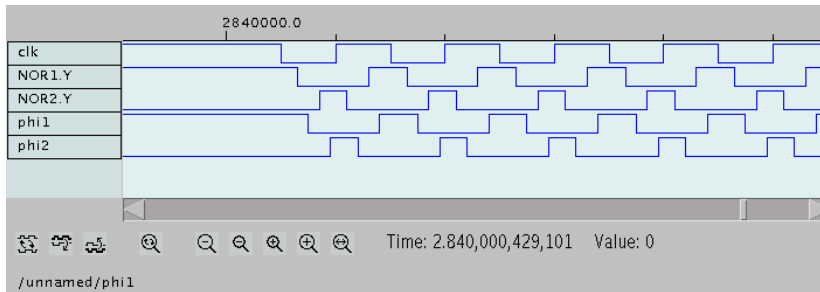 2840000.0
clk
NOR1.Y
NOR2.Y
phi1
phi2
Time: 2.840,000,429,101 Value: 0
/unnamed/phi1